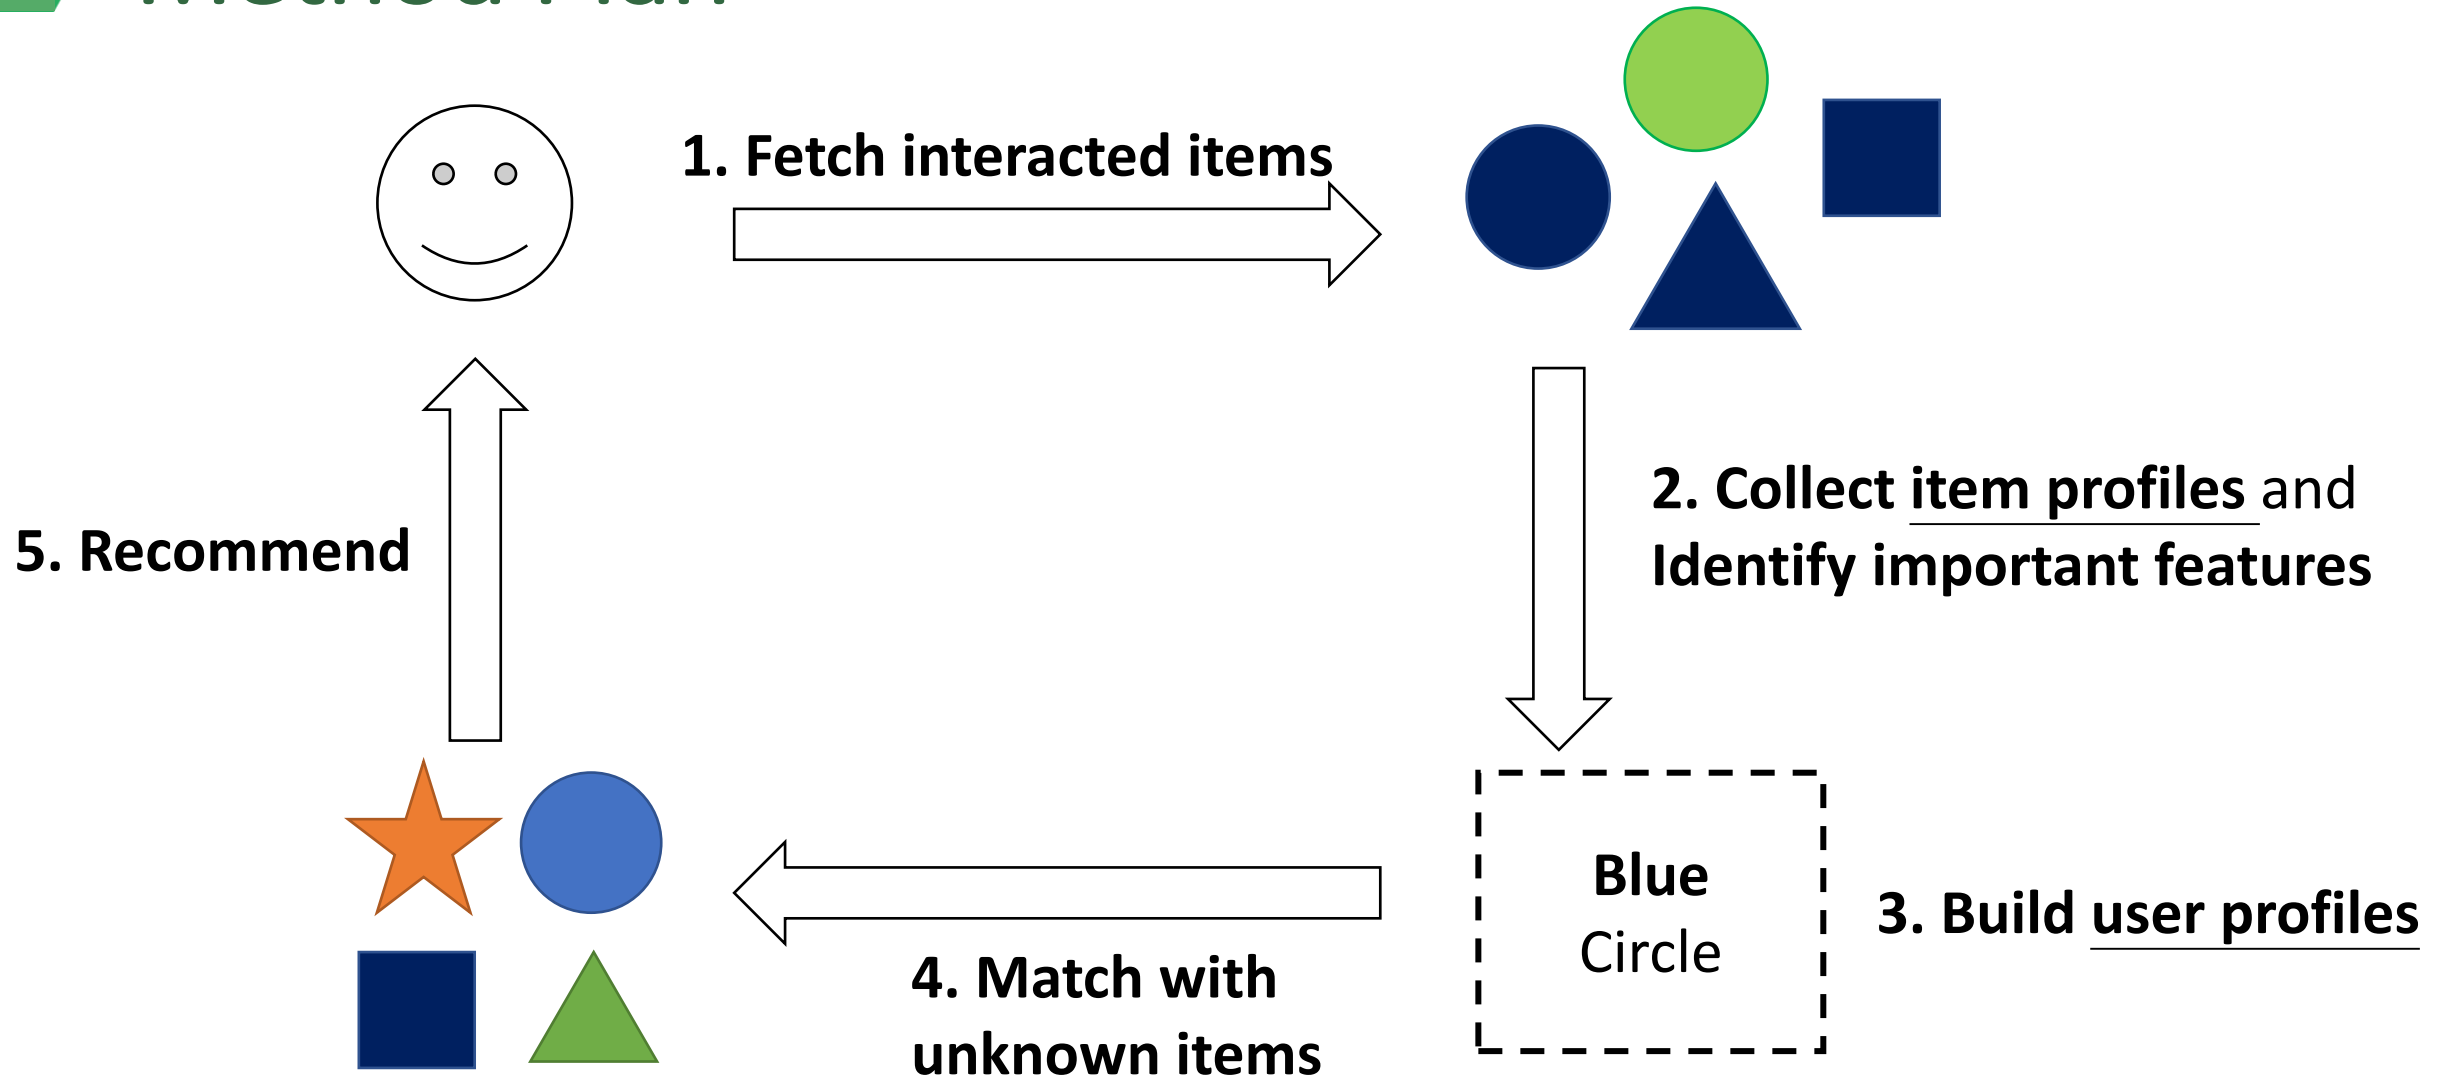 1. Fetch interacted items
2. Collect item profiles and
Identify important features
5. Recommend
Blue
Circle
3. Build user profiles
4. Match with
unknown items